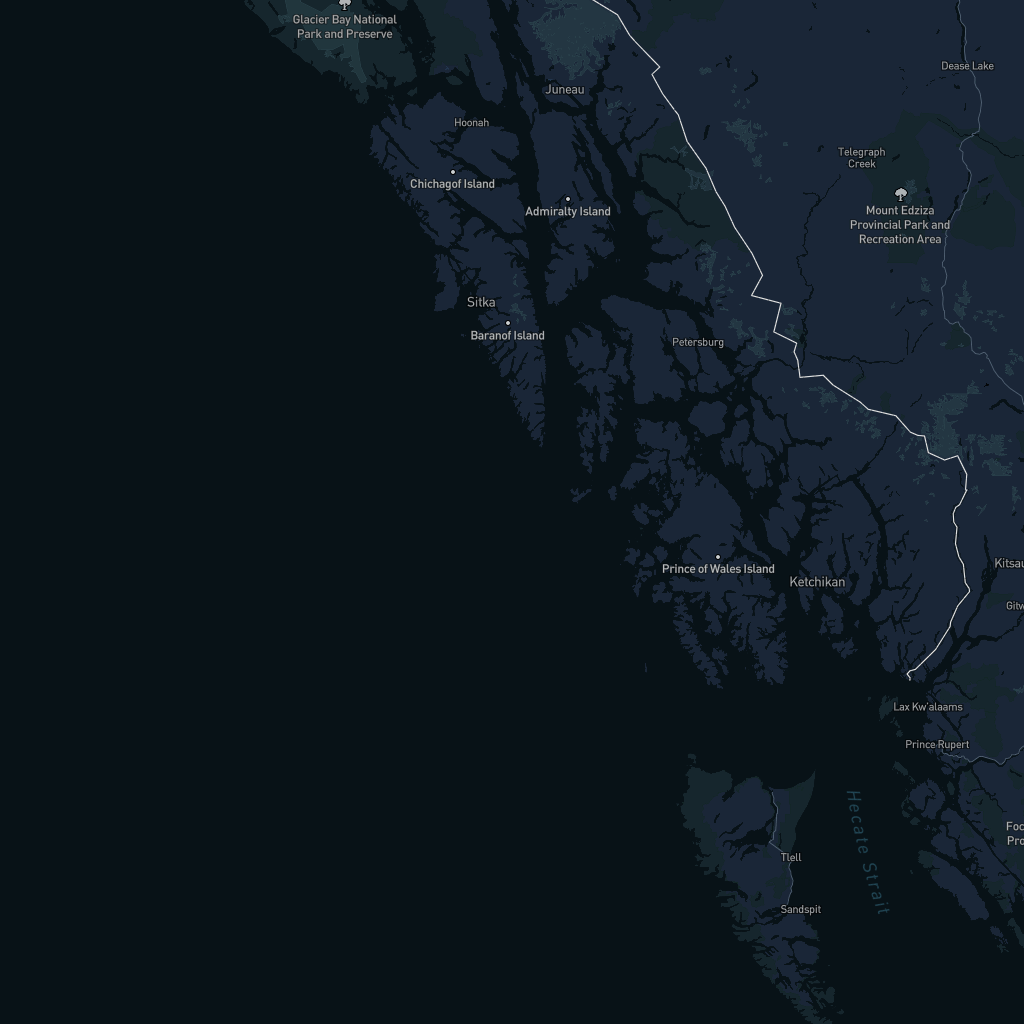 Glacier Bay National
Park and Preserve
Dease Lake
Juneau
Hoonah
Telegraph
Creek
Chichagof Island
Admiralty Island
Mount Edziza
Provincial Park and
Recreation Area
Sitka
Baranof Island
Petersburg
Prince of Wales Island
Kitsau
Ketchikan
Gitw
Lax Kw'alaams
Prince Rupert
Hecate Strait
Foc
Pro
Tlell
Sandspit